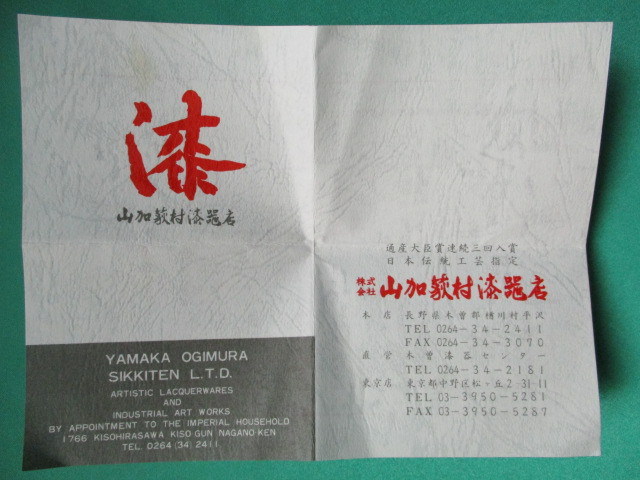 漆
山加荻村漆器店
YAMAKA OGIMURA
SIKKITEN L.T.D.
ARTISTIC LACQUERWARES
AND
INDUSTRIAL ART WORKS
BY APPOINTMENT TO THE IMPERIAL HOUSEHOLD
1766 KISOHIRASAWA KISO-GUN NAGANO-KEN
TEL. 0264 (34) 2411
通産大臣賞連続三回入賞
日本伝統工芸指定
株式会社 山加荻村漆器店
本店 長野県木曽郡楢川村平沢
TEL 0264-34-2411
FAX 0264-34-3070
直営 木曽漆器センター
TEL 0264-34-2181
東京店 東京都中野区松ヶ丘2-31-11
TEL 03-3950-5281
FAX 03-3950-5287